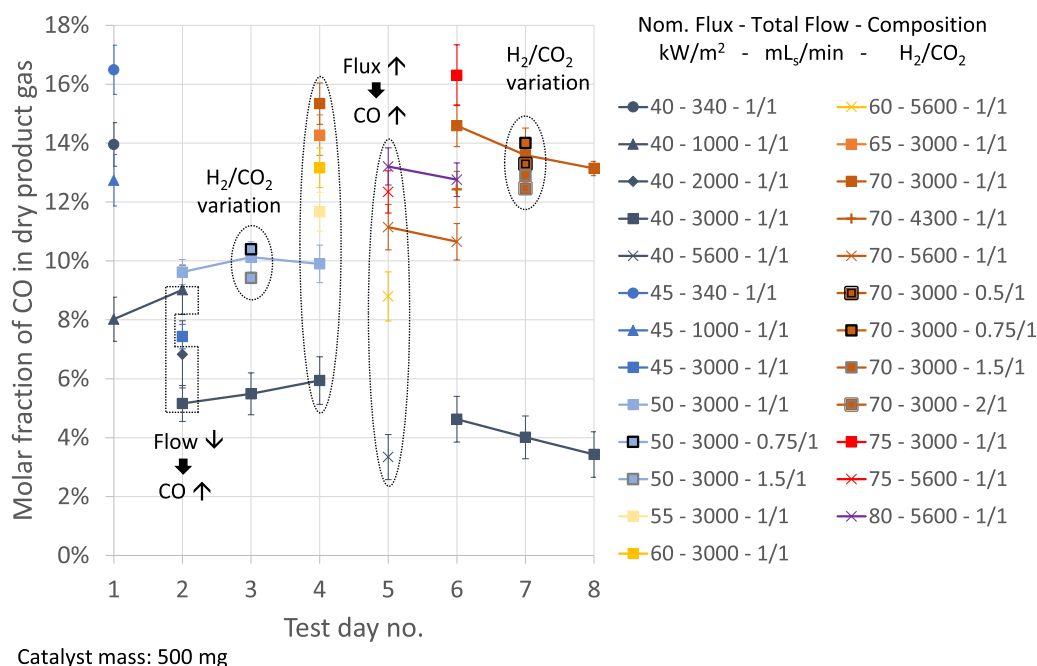 Molar fraction of CO in dry product gas
18%
16%
14%
12%
10%
8%
6%
4%
2%
0%
1 2 3 4 5 6 7 8
Test day no.
Catalyst mass: 500 mg
H₂/CO₂
variation
Flow ↓
CO ↑
Flux ↑
CO ↑
H₂/CO₂
variation
Nom. Flux - Total Flow - Composition
kW/m² - mLₛ/min - H₂/CO₂
40 - 340 - 1/1
40 - 1000 - 1/1
40 - 2000 - 1/1
40 - 3000 - 1/1
40 - 5600 - 1/1
45 - 340 - 1/1
45 - 1000 - 1/1
45 - 3000 - 1/1
50 - 3000 - 1/1
50 - 3000 - 0.75/1
50 - 3000 - 1.5/1
55 - 3000 - 1/1
60 - 3000 - 1/1
60 - 5600 - 1/1
65 - 3000 - 1/1
70 - 3000 - 1/1
70 - 4300 - 1/1
70 - 5600 - 1/1
70 - 3000 - 0.5/1
70 - 3000 - 0.75/1
70 - 3000 - 1.5/1
70 - 3000 - 2/1
75 - 3000 - 1/1
75 - 5600 - 1/1
80 - 5600 - 1/1